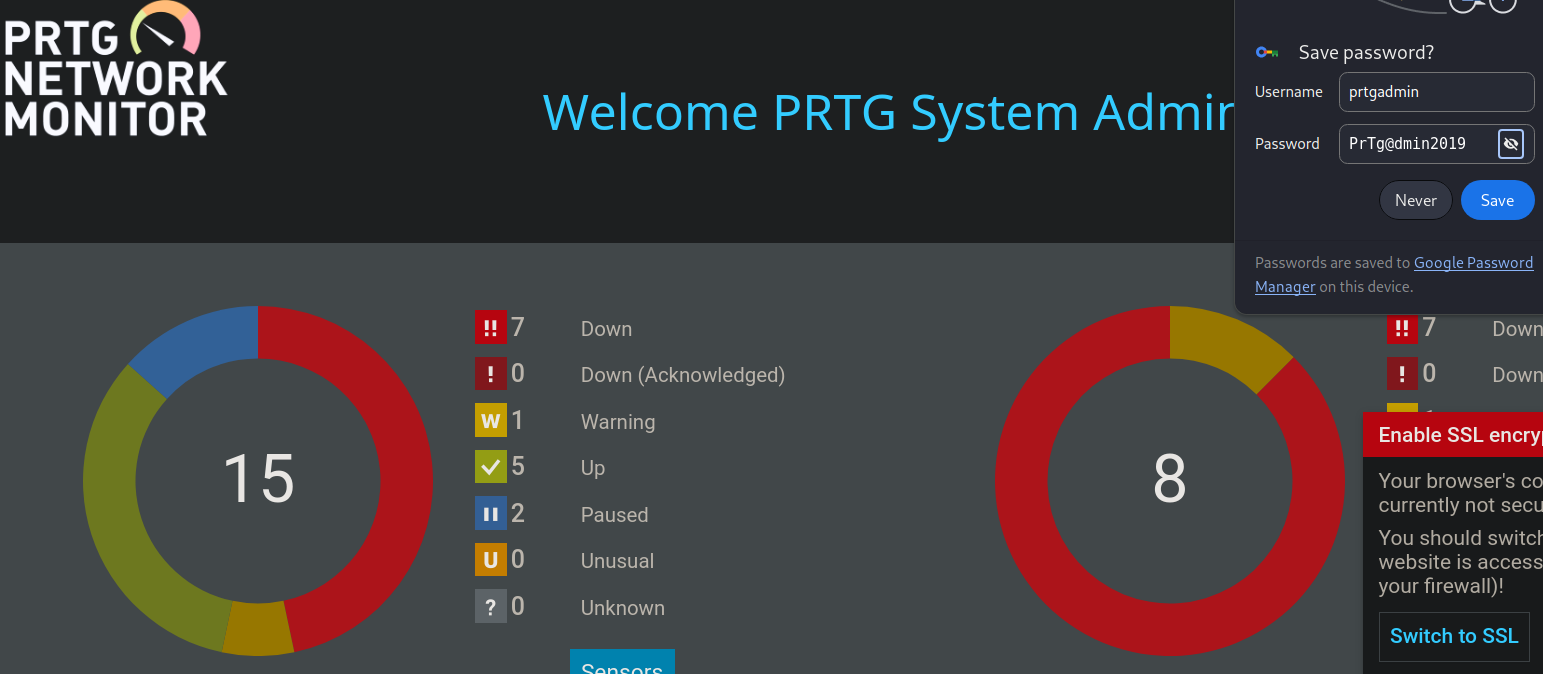 PRTG
NETWORK
MONITOR
Welcome PRTG System Admin
Save password?
Username prtgadmin
Password PrTg@dmin2019
Never Save
Passwords are saved to Google Password
Manager on this device.
15
!! 7 Down
! 0 Down (Acknowledged)
W 1 Warning
5 Up
2 Paused
U 0 Unusual
? 0 Unknown
Sensors
8
!! 7 Down
! 0 Down
Enable SSL encryp
Your browser's co
currently not secu
You should switch
website is access
your firewall)!
Switch to SSL